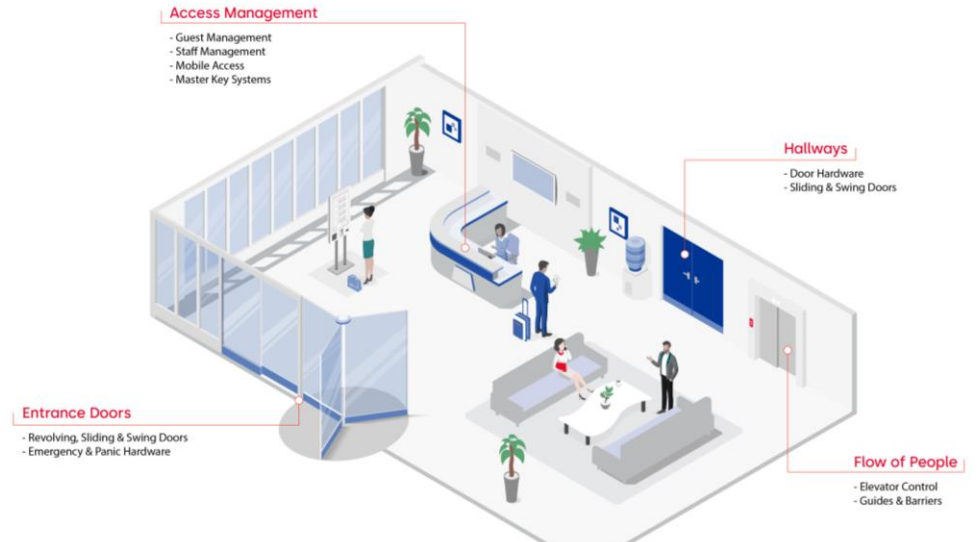 Access Management
- Guest Management
- Staff Management
- Mobile Access
- Master Key Systems
Hallways
- Door Hardware
- Sliding & Swing Doors
Entrance Doors
- Revolving, Sliding & Swing Doors
- Emergency & Panic Hardware
Flow of People
- Elevator Control
- Guides & Barriers